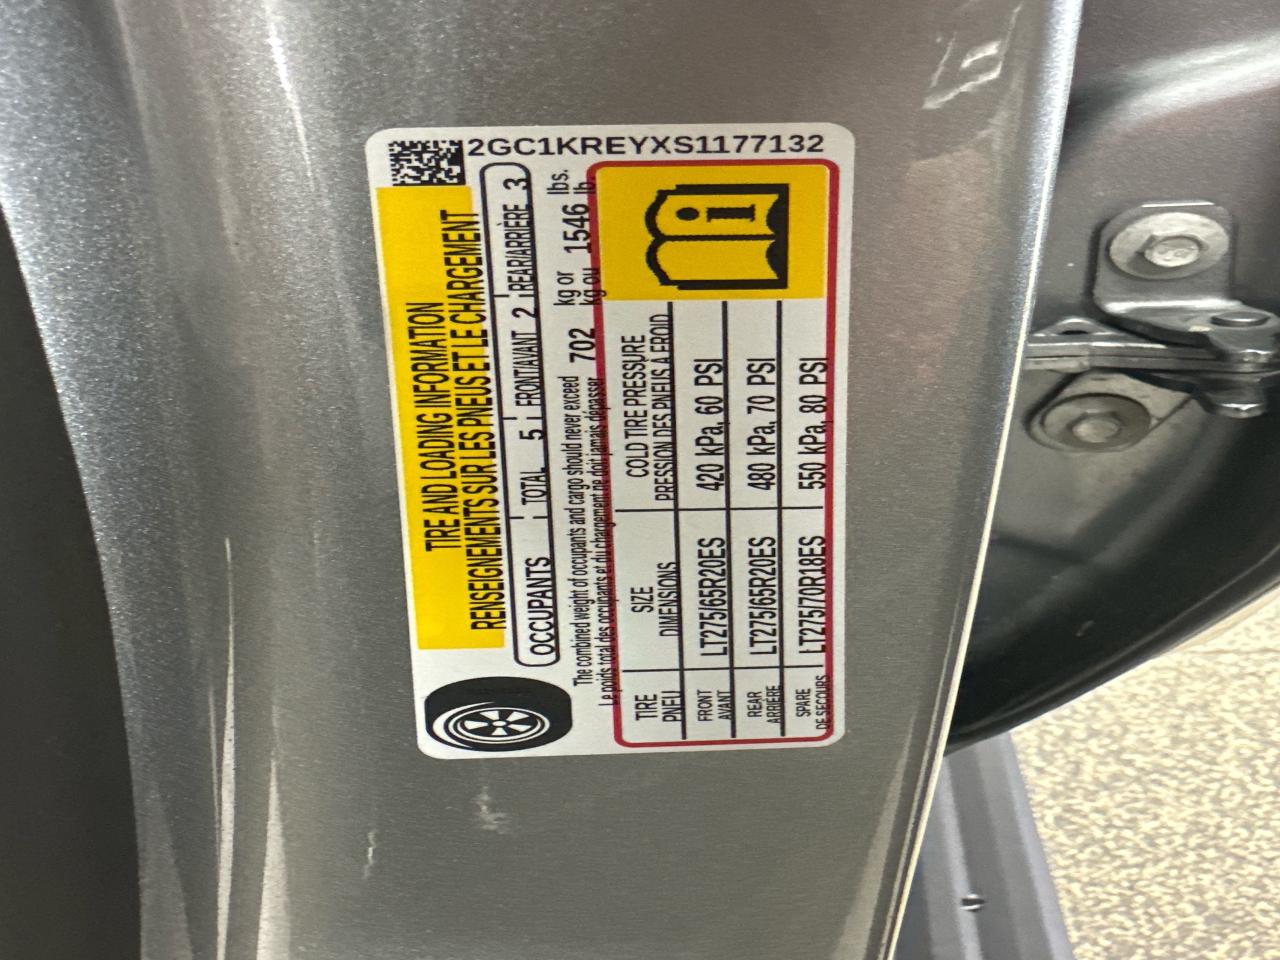 2GC1KREYXS1177132
TIRE AND LOADING INFORMATION
RENSEIGNEMENTS SUR LES PNEUS ET LE CHARGEMENT
OCCUPANTS TOTAL 5 FRONT/AVANT 2 REAR/ARRIÈRE 3
The combined weight of occupants and cargo should never exceed 702 kg or 1546 lbs.
Le poids total des occupants et du chargement ne doit jamais dépasser kg ou lb.
TIRE SIZE COLD TIRE PRESSURE
PNEU DIMENSIONS PRESSION DES PNEUS À FROID
FRONT LT275/65R20ES 420 kPa, 60 PSI
AVANT
REAR LT275/65R20ES 480 kPa, 70 PSI
ARRIÈRE
SPARE LT275/70R18ES 550 kPa, 80 PSI
DE SECOURS
i